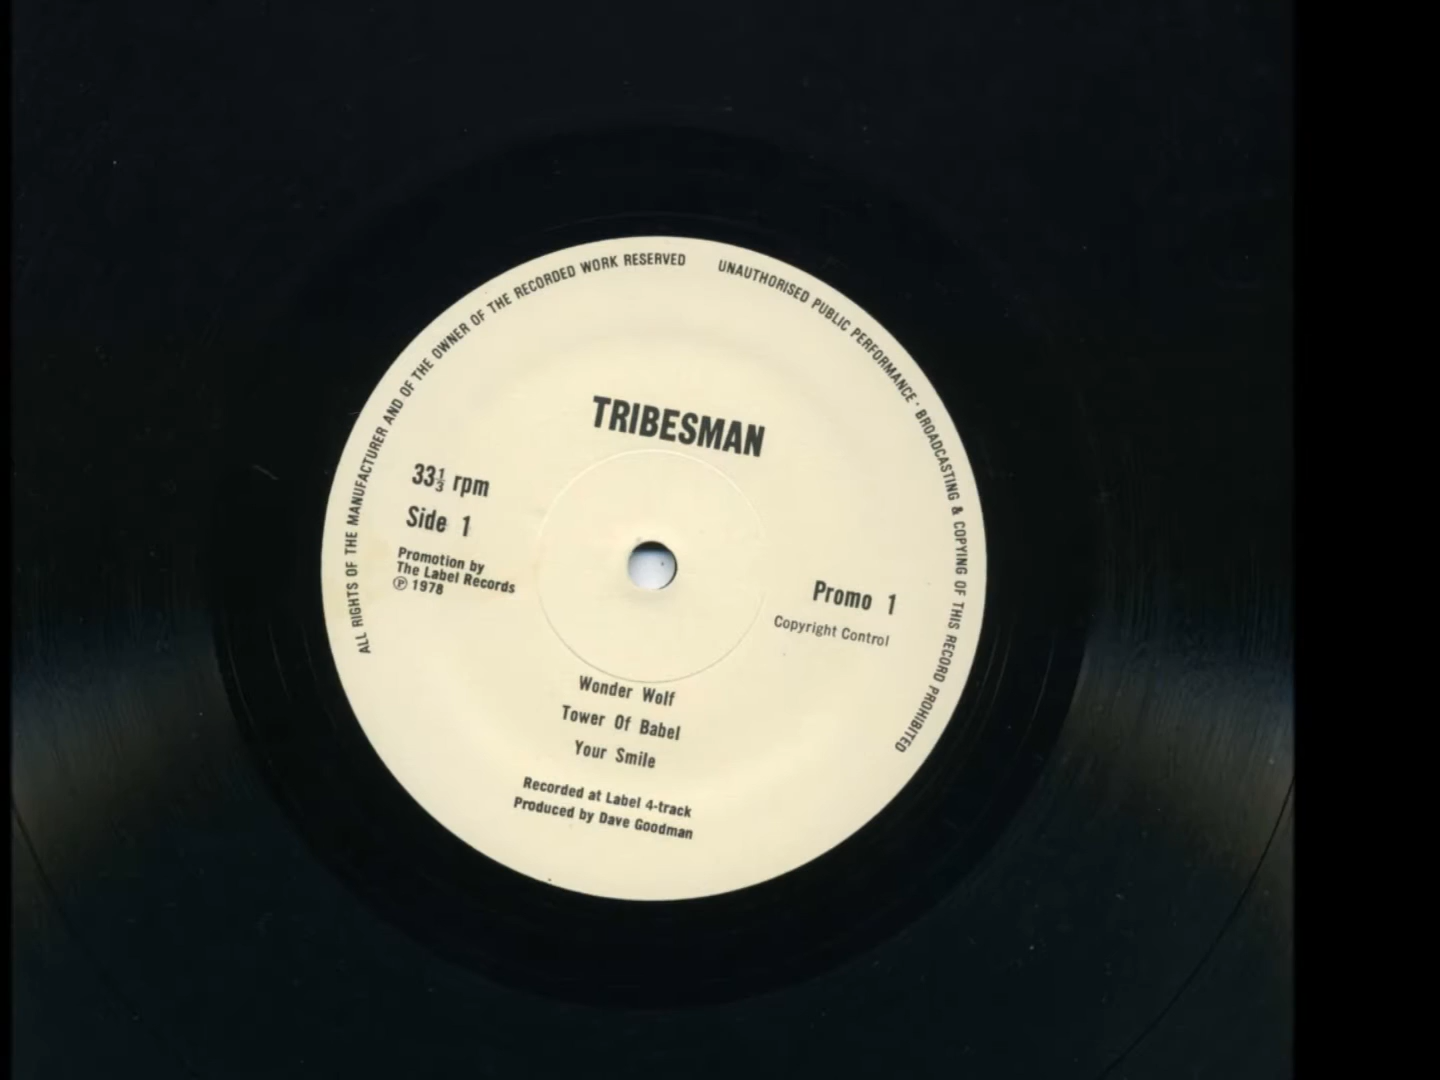 ALL RIGHTS OF THE MANUFACTURER AND OF THE OWNER OF THE RECORDED WORK RESERVED
UNAUTHORISED PUBLIC PERFORMANCE · BROADCASTING & COPYING OF THIS RECORD PROHIBITED
TRIBESMAN
33⅓ rpm
Side 1
Promotion by
The Label Records
℗ 1978
Promo 1
Copyright Control
Wonder Wolf
Tower Of Babel
Your Smile
Recorded at Label 4-track
Produced by Dave Goodman